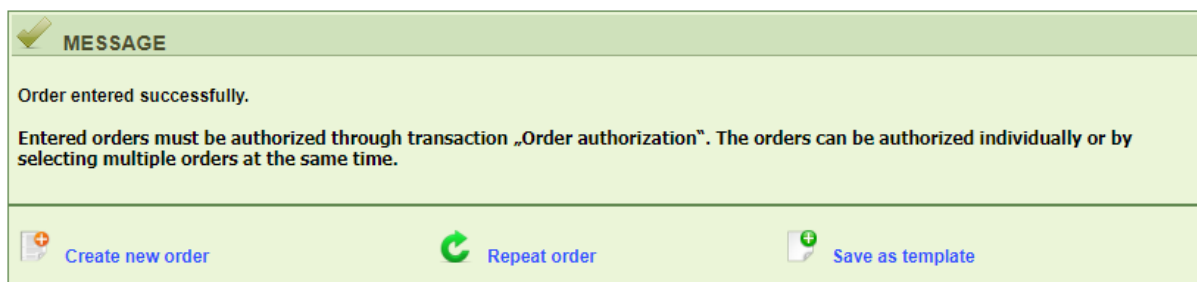 MESSAGE
Order entered successfully.
Entered orders must be authorized through transaction „Order authorization‟. The orders can be authorized individually or by
selecting multiple orders at the same time.
Create new order
Repeat order
Save as template